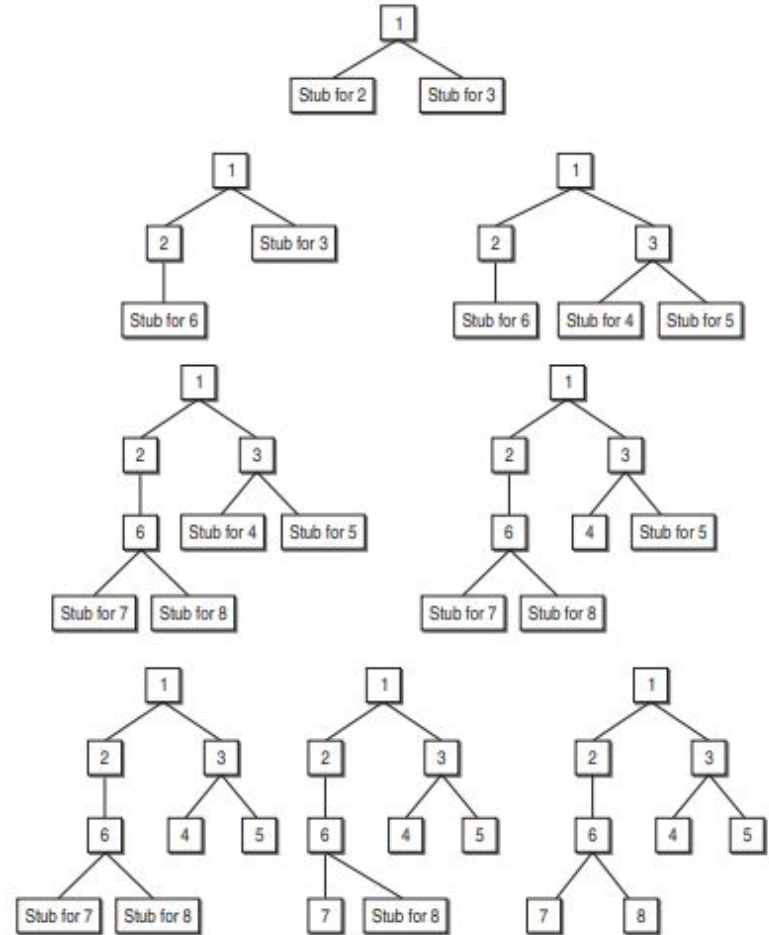 1
Stub for 2 Stub for 3
1 1
2 Stub for 3 2 3
Stub for 6 Stub for 6 Stub for 4 Stub for 5
1 1
2 3 2 3
6 Stub for 4 Stub for 5 6 4 Stub for 5
Stub for 7 Stub for 8 Stub for 7 Stub for 8
1 1 1
2 3 2 3 2 3
6 4 5 6 4 5 6 4 5
Stub for 7 Stub for 8 7 Stub for 8 7 8